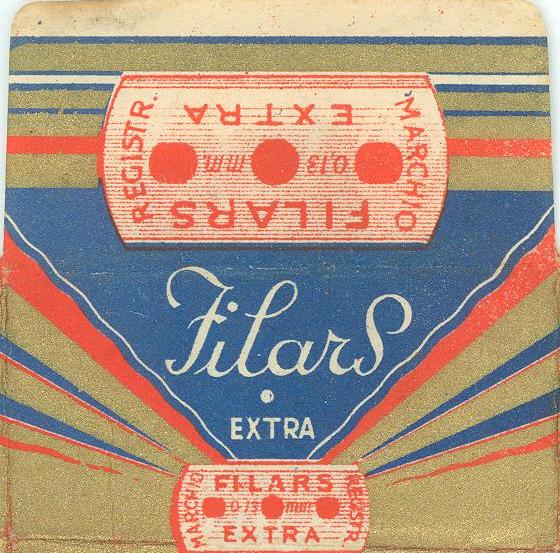 FILARS
MARCHIO
0,13 mm.
REGISTR.
EXTRA
Filars
EXTRA
FILARS
MARCHIO
0,13 mm.
REGISTR.
EXTRA